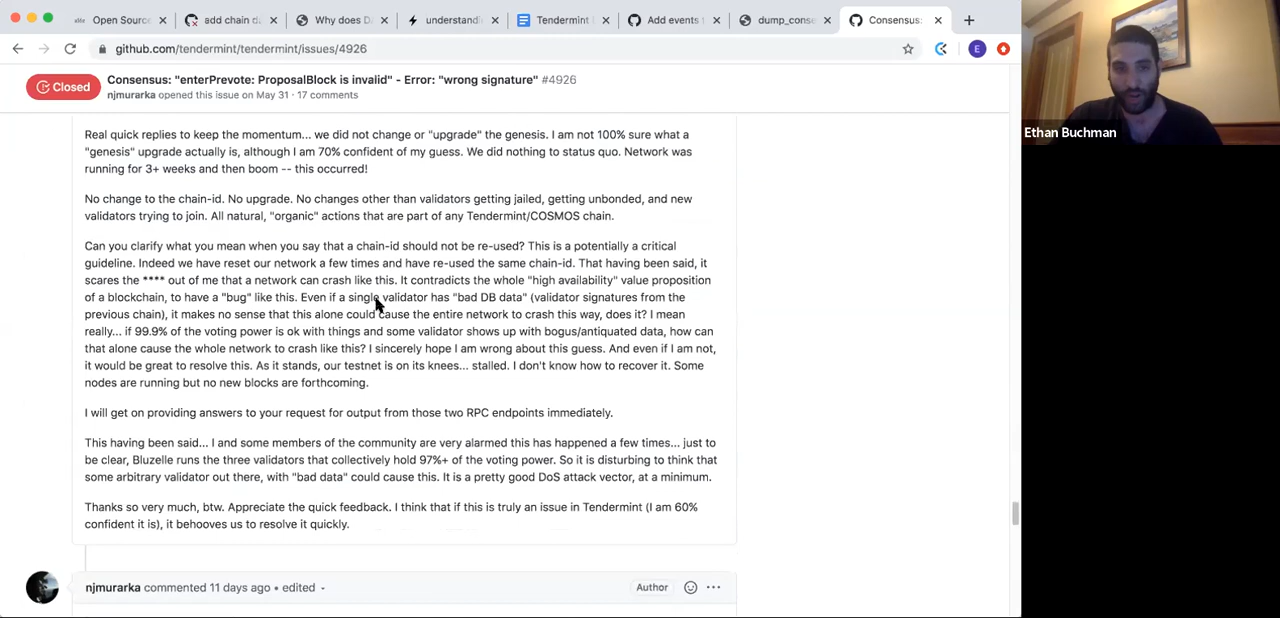 Open Source
add chain da
Why does D
understandi
Tendermint
Add events t
dump_conse
Consensus:
github.com/tendermint/tendermint/issues/4926
E
Closed
Consensus: "enterPrevote: ProposalBlock is invalid" - Error: "wrong signature" #4926
njmurarka opened this issue on May 31 · 17 comments
Real quick replies to keep the momentum... we did not change or "upgrade" the genesis. I am not 100% sure what a
"genesis" upgrade actually is, although I am 70% confident of my guess. We did nothing to status quo. Network was
running for 3+ weeks and then boom -- this occurred!
No change to the chain-id. No upgrade. No changes other than validators getting jailed, getting unbonded, and new
validators trying to join. All natural, "organic" actions that are part of any Tendermint/COSMOS chain.
Can you clarify what you mean when you say that a chain-id should not be re-used? This is a potentially a critical
guideline. Indeed we have reset our network a few times and have re-used the same chain-id. That having been said, it
scares the **** out of me that a network can crash like this. It contradicts the whole "high availability" value proposition
of a blockchain, to have a "bug" like this. Even if a single validator has "bad DB data" (validator signatures from the
previous chain), it makes no sense that this alone could cause the entire network to crash this way, does it? I mean
really... if 99.9% of the voting power is ok with things and some validator shows up with bogus/antiquated data, how can
that alone cause the whole network to crash like this? I sincerely hope I am wrong about this guess. And even if I am not,
it would be great to resolve this. As it stands, our testnet is on its knees... stalled. I don't know how to recover it. Some
nodes are running but no new blocks are forthcoming.
I will get on providing answers to your request for output from those two RPC endpoints immediately.
This having been said... I and some members of the community are very alarmed this has happened a few times... just to
be clear, Bluzelle runs the three validators that collectively hold 97%+ of the voting power. So it is disturbing to think that
some arbitrary validator out there, with "bad data" could cause this. It is a pretty good DoS attack vector, at a minimum.
Thanks so very much, btw. Appreciate the quick feedback. I think that if this is truly an issue in Tendermint (I am 60%
confident it is), it behooves us to resolve it quickly.
njmurarka commented 11 days ago • edited
Author
Ethan Buchman